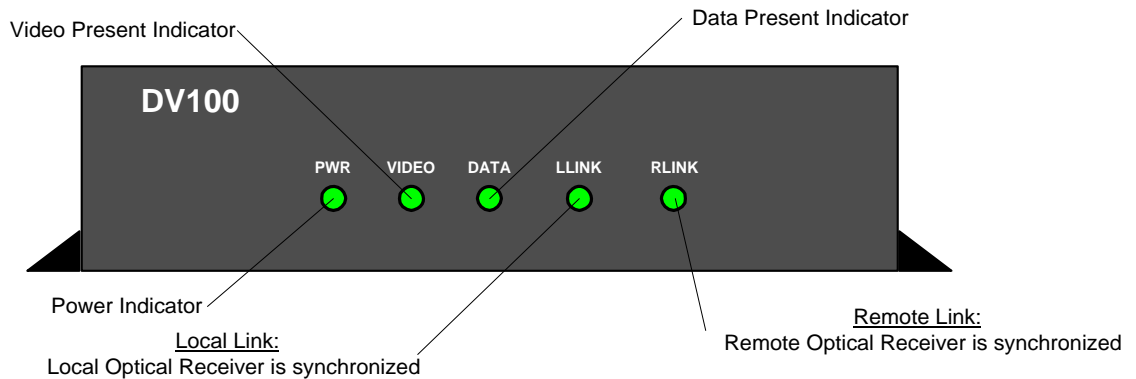 Video Present Indicator
Data Present Indicator
DV100
PWR VIDEO DATA LLINK RLINK
Power Indicator
Local Link:
Local Optical Receiver is synchronized
Remote Link:
Remote Optical Receiver is synchronized